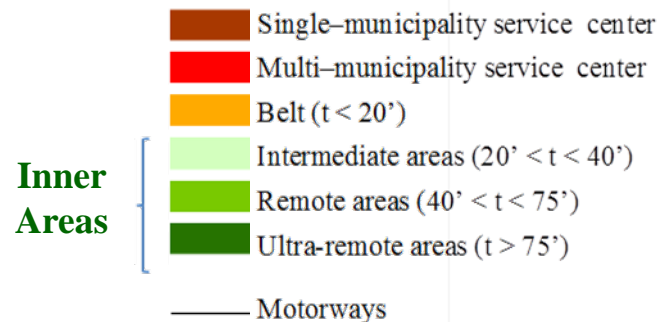 Single–municipality service center
Multi–municipality service center
Belt (t < 20’)
Inner
Areas
Intermediate areas (20’ < t < 40’)
Remote areas (40’ < t < 75’)
Ultra-remote areas (t > 75’)
Motorways